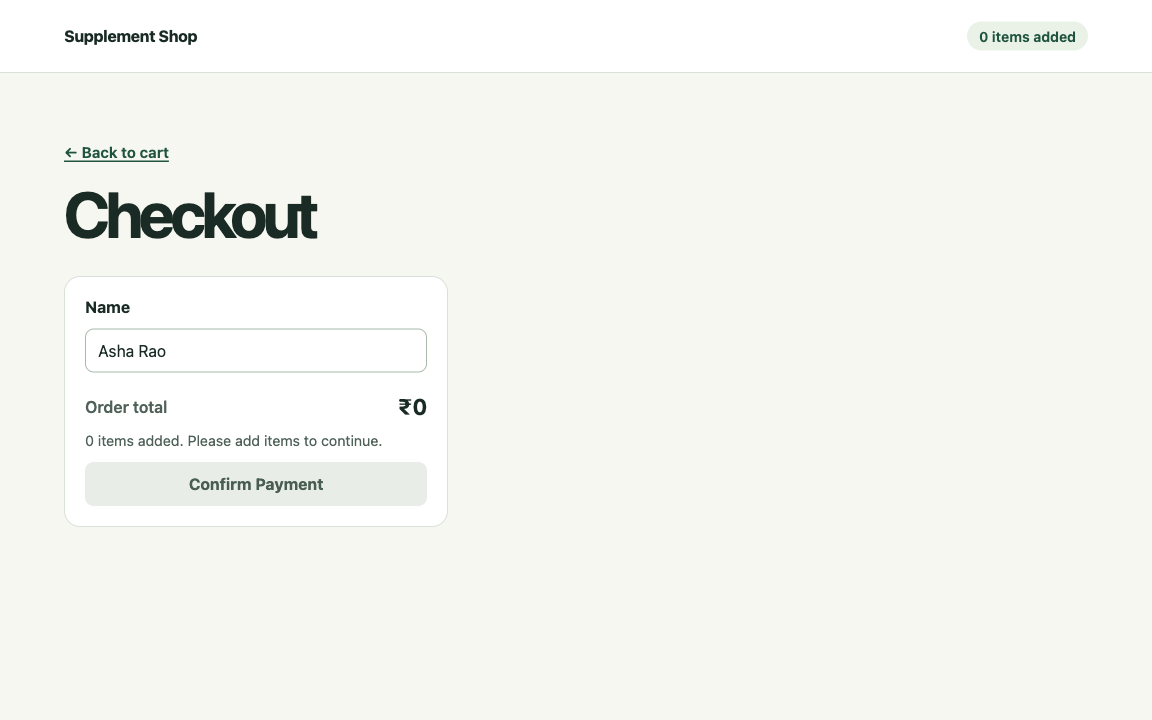 Supplement Shop
0 items added
← Back to cart
Checkout
Name
Asha Rao
Order total
₹0
0 items added. Please add items to continue.
Confirm Payment